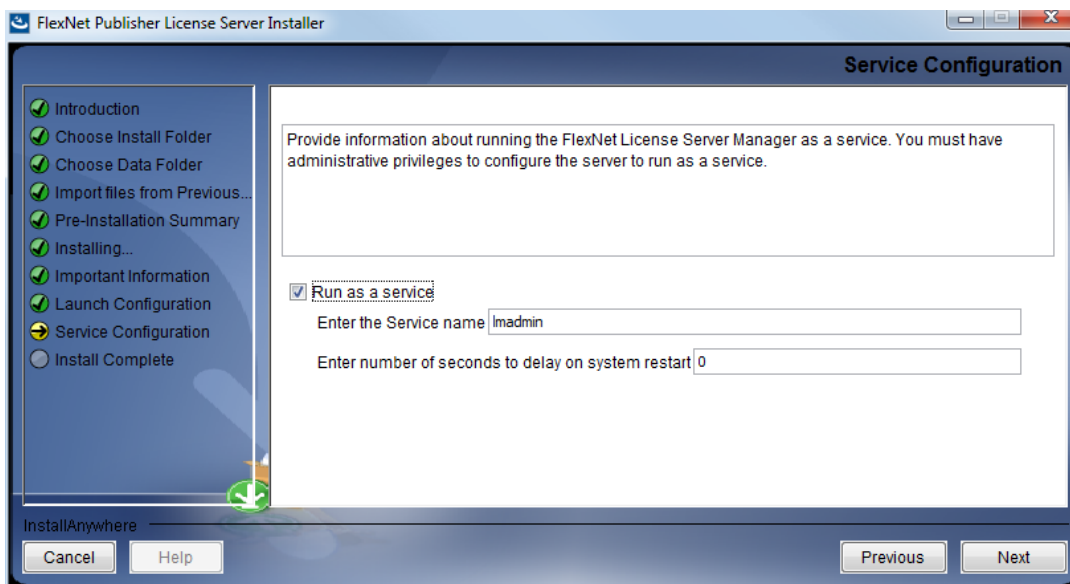 FlexNet Publisher License Server Installer
Service Configuration
Introduction
Choose Install Folder
Choose Data Folder
Import files from Previous...
Pre-Installation Summary
Installing...
Important Information
Launch Configuration
Service Configuration
Install Complete
Provide information about running the FlexNet License Server Manager as a service. You must have
administrative privileges to configure the server to run as a service.
Run as a service
Enter the Service name lmadmin
Enter number of seconds to delay on system restart 0
InstallAnywhere
Cancel Help Previous Next